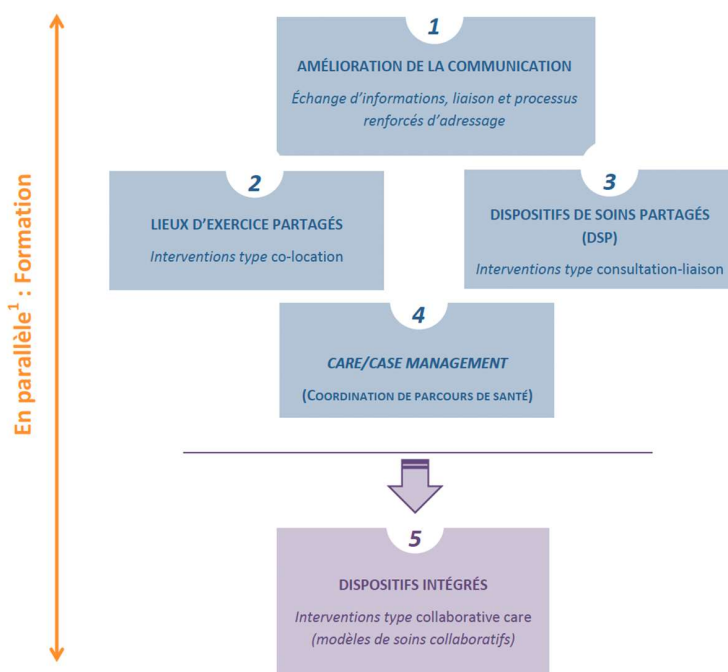 En parallèle¹ : Formation
1
AMÉLIORATION DE LA COMMUNICATION
Échange d’informations, liaison et processus
renforcés d’adressage
2
LIEUX D’EXERCICE PARTAGÉS
Interventions type co-location
3
DISPOSITIFS DE SOINS PARTAGÉS
(DSP)
Interventions type consultation-liaison
4
CARE/CASE MANAGEMENT
(COORDINATION DE PARCOURS DE SANTÉ)
5
DISPOSITIFS INTÉGRÉS
Interventions type collaborative care
(modèles de soins collaboratifs)